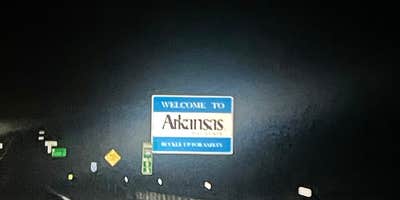 WELCOME TO
Arkansas
BUCKLE UP FOR SAFETY